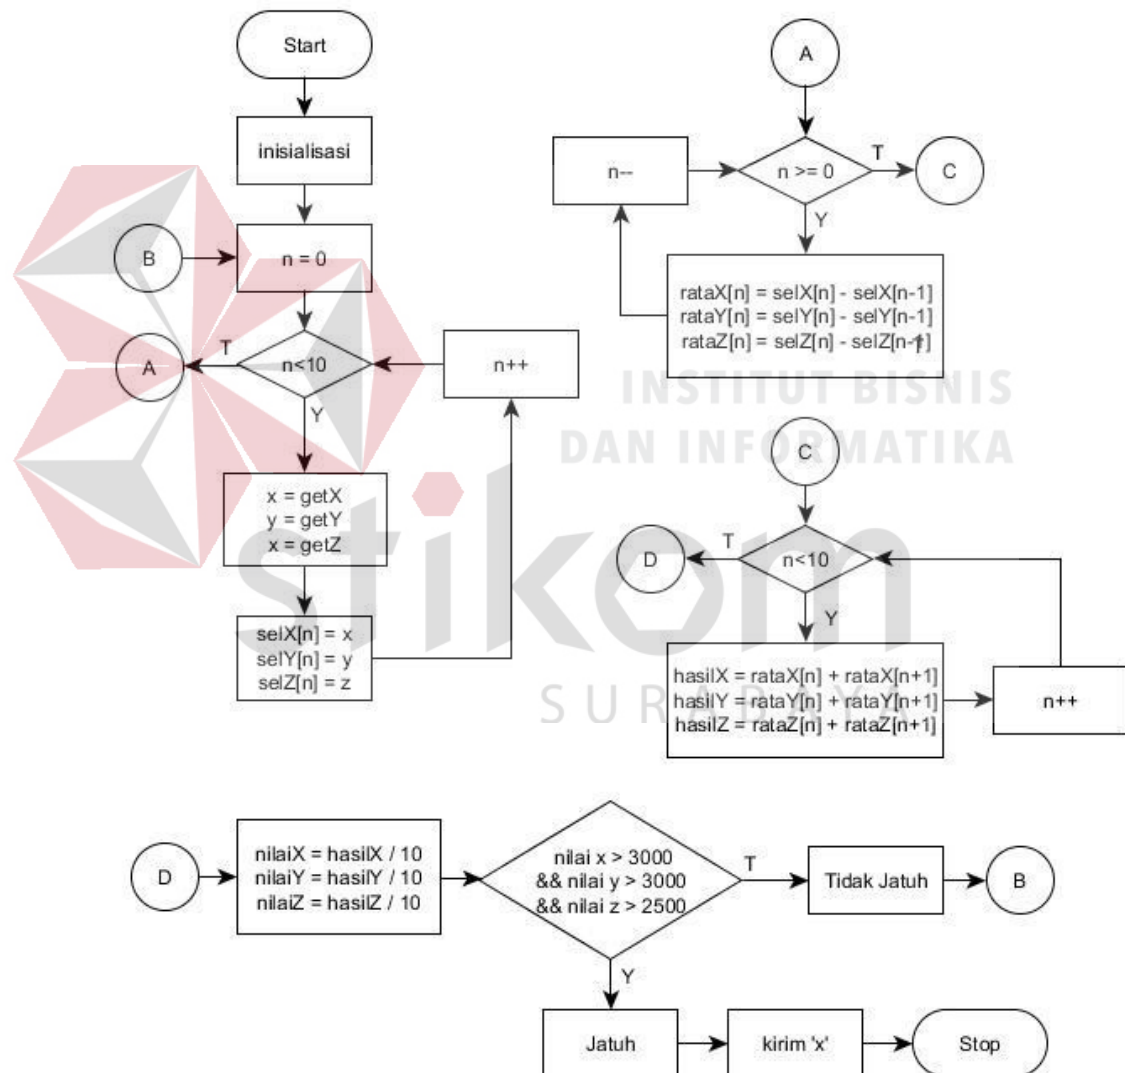 Start
inisialisasi
B
n = 0
T
A
n<10
n++
Y
x = getX
y = getY
x = getZ
selX[n] = x
selY[n] = y
selZ[n] = z
A
n--
n >= 0
T
C
Y
rataX[n] = selX[n] - selX[n-1]
rataY[n] = selY[n] - selY[n-1]
rataZ[n] = selZ[n] - selZ[n-1]
INSTITUT BISNIS
DAN INFORMATIKA
stikom
SURABAYA
C
T
D
n<10
Y
hasilX = rataX[n] + rataX[n+1]
hasilY = rataY[n] + rataY[n+1]
hasilZ = rataZ[n] + rataZ[n+1]
n++
D
nilaiX = hasilX / 10
nilaiY = hasilY / 10
nilaiZ = hasilZ / 10
nilai x > 3000
&& nilai y > 3000
&& nilai z > 2500
T
Tidak Jatuh
B
Y
Jatuh
kirim 'x'
Stop